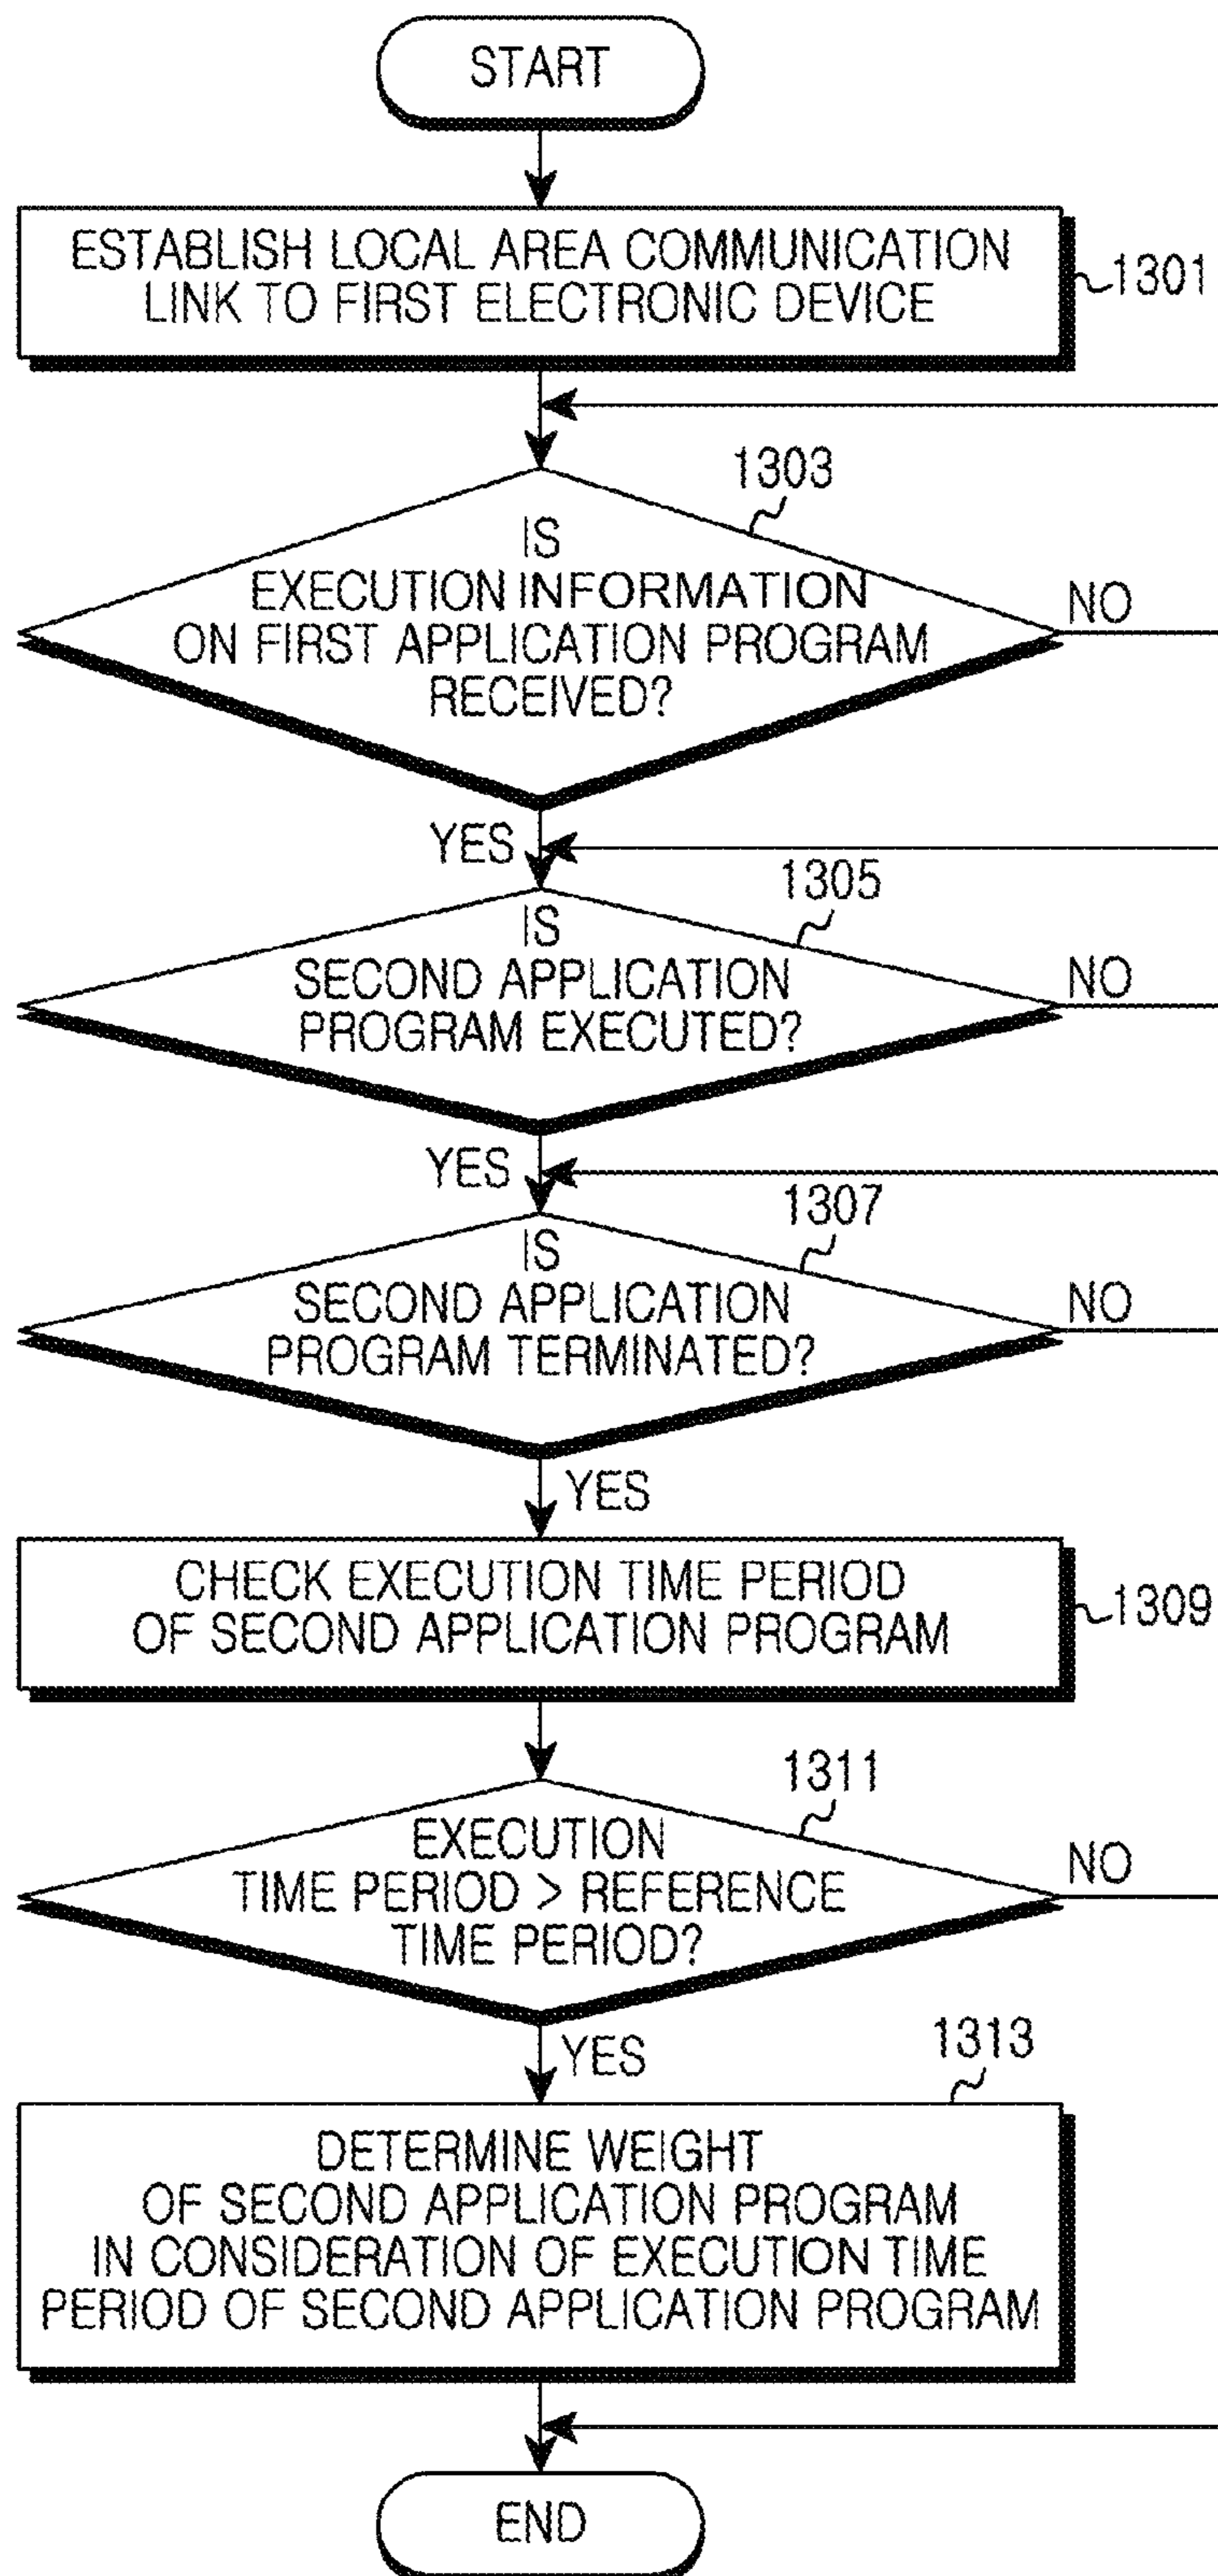 START
ESTABLISH LOCAL AREA COMMUNICATION
LINK TO FIRST ELECTRONIC DEVICE
1301
1303
IS
EXECUTION INFORMATION
ON FIRST APPLICATION PROGRAM
RECEIVED?
NO
YES
1305
IS
SECOND APPLICATION
PROGRAM EXECUTED?
NO
YES
1307
IS
SECOND APPLICATION
PROGRAM TERMINATED?
NO
YES
CHECK EXECUTION TIME PERIOD
OF SECOND APPLICATION PROGRAM
1309
1311
EXECUTION
TIME PERIOD > REFERENCE
TIME PERIOD?
NO
YES
1313
DETERMINE WEIGHT
OF SECOND APPLICATION PROGRAM
IN CONSIDERATION OF EXECUTION TIME
PERIOD OF SECOND APPLICATION PROGRAM
END